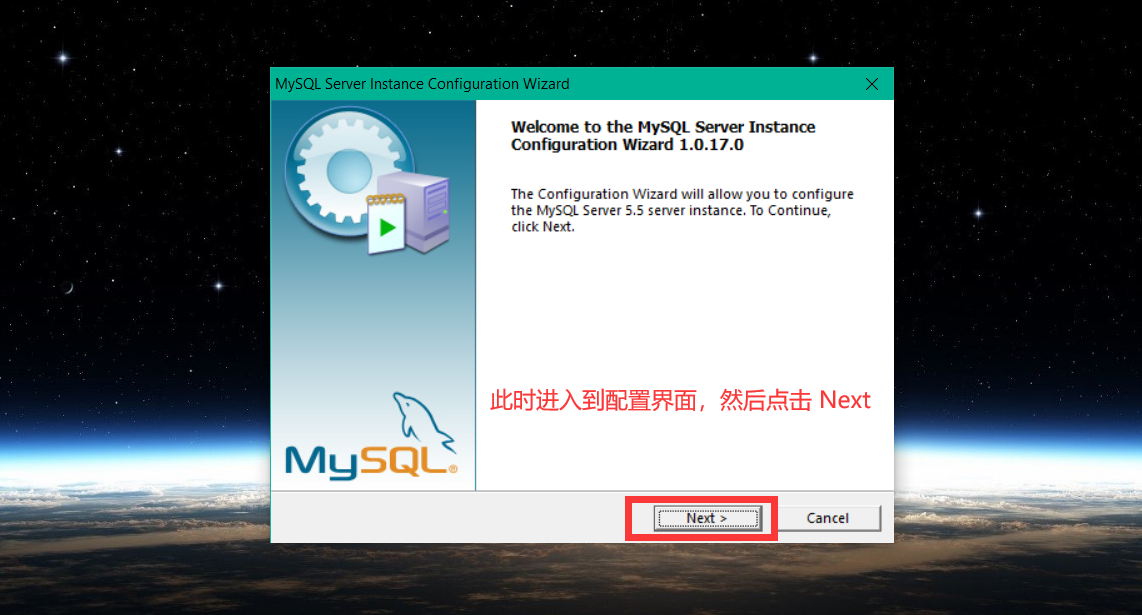 MySQL Server Instance Configuration Wizard
Welcome to the MySQL Server Instance
Configuration Wizard 1.0.17.0
The Configuration Wizard will allow you to configure
the MySQL Server 5.5 server instance. To Continue,
click Next.
此时进入到配置界面，然后点击 Next
MySQL®
Next >
Cancel